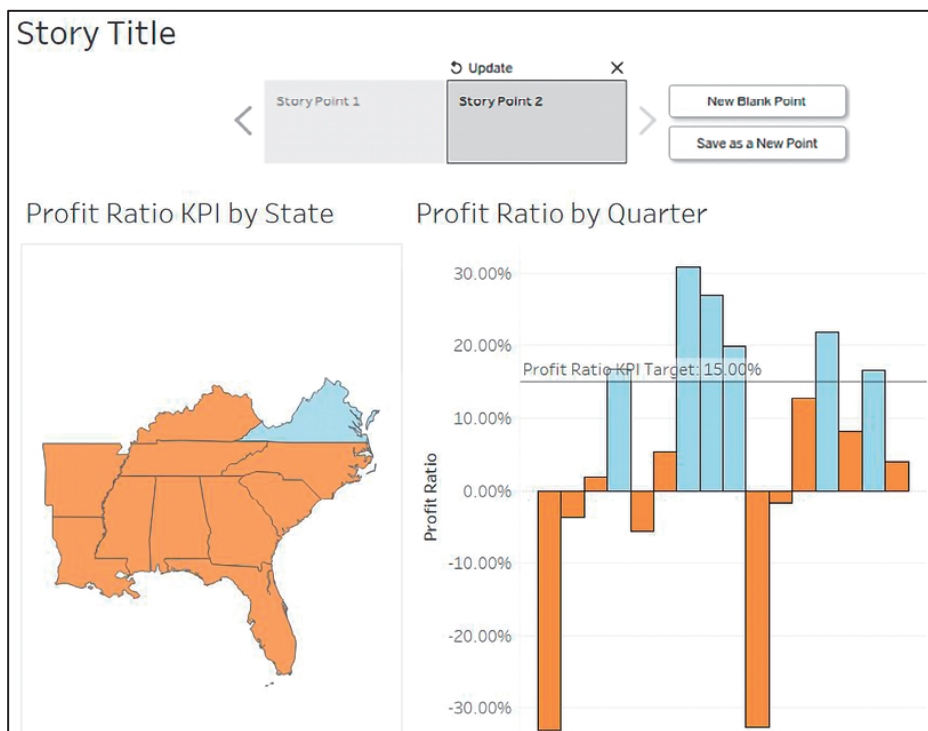 Story Title
Update
Story Point 1
Story Point 2
New Blank Point
Save as a New Point
Profit Ratio KPI by State
Profit Ratio by Quarter
30.00%
20.00%
Profit Ratio KPI Target: 15.00%
10.00%
0.00%
Profit Ratio
-10.00%
-20.00%
-30.00%